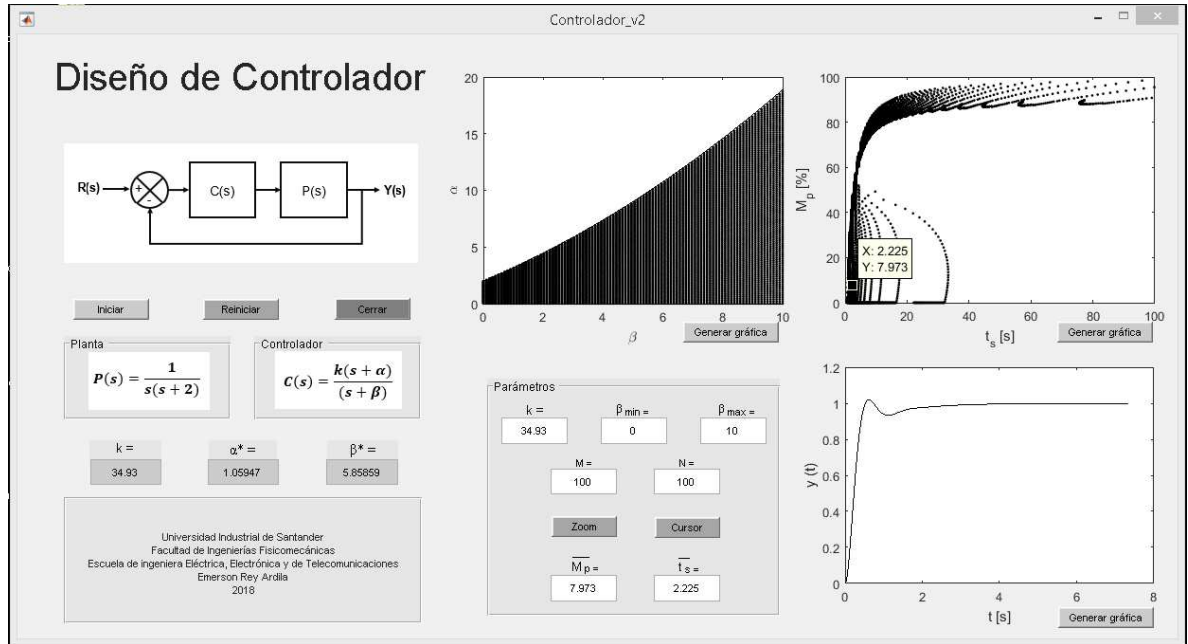 Controlador_v2
Diseño de Controlador
R(s)
+
-
C(s)
P(s)
Y(s)
Iniciar
Reiniciar
Cerrar
Planta
P(s) = 1 / s(s + 2)
Controlador
C(s) = k(s + α) / (s + β)
k =
α* =
β* =
34.93
1.05947
5.85859
Universidad Industrial de Santander
Facultad de Ingenierías Fisicomecánicas
Escuela de ingeniera Eléctrica, Electrónica y de Telecomunicaciones
Emerson Rey Ardila
2018
20
15
10
5
0
α
0 2 4 6 8 10
β
Generar gráfica
100
80
60
40
20
0
M_p [%]
X: 2.225
Y: 7.973
0 20 40 60 80 100
t_s [s]
Generar gráfica
Parámetros
k =
β min =
β max =
34.93
0
10
M =
N =
100
100
Zoom
Cursor
M̅ p =
t̅ s =
7.973
2.225
1.2
1
0.8
0.6
0.4
0.2
0
y (t)
0 2 4 6 8
t [s]
Generar gráfica